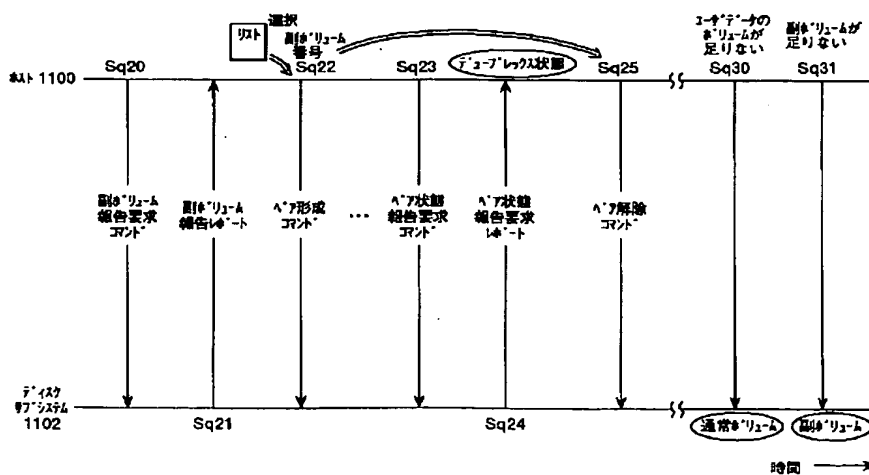 選択
リスト
副ボリューム
番号
ユーザデータの
ボリュームが
足りない
副ボリュームが
足りない
Sq20
Sq22
Sq23
デュープレックス状態
Sq25
Sq30
Sq31
ホスト 1100
副ボリューム
報告要求
コマンド
副ボリューム
報告レポート
ペア形成
コマンド
…
ペア状態
報告要求
コマンド
ペア状態
報告要求
レポート
ペア解除
コマンド
ディスク
サブシステム
1102
Sq21
Sq24
通常ボリューム
副ボリューム
時間